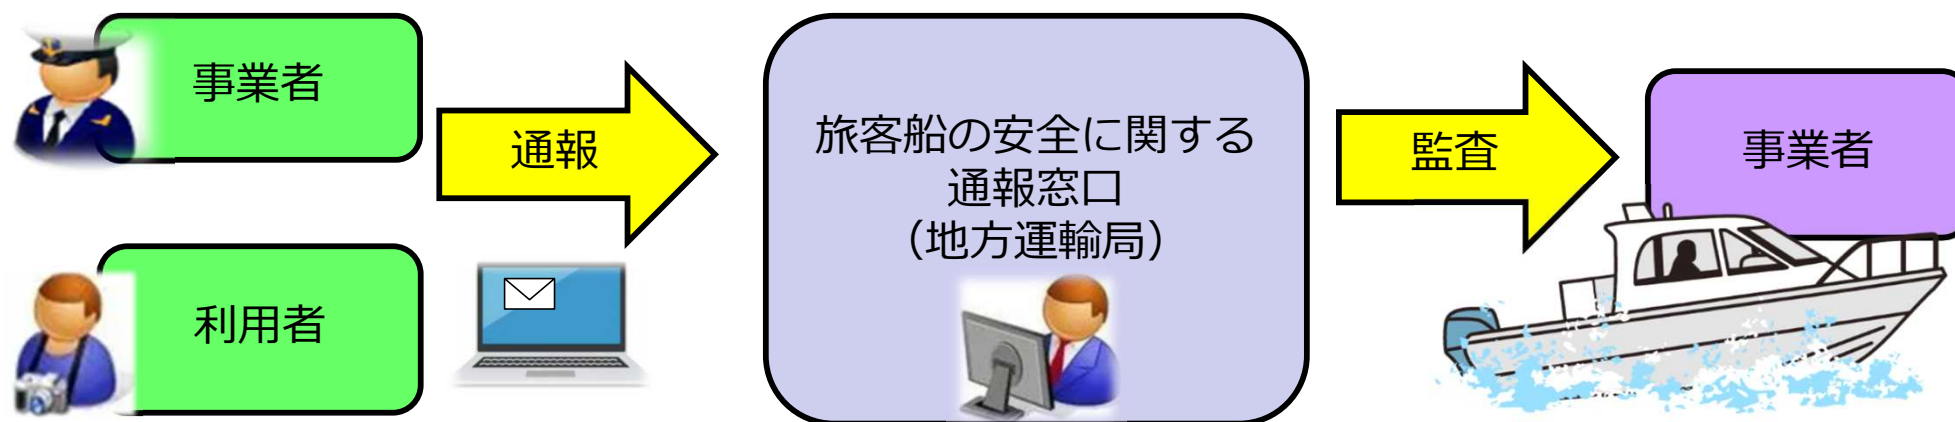 事業者
利用者
通報
旅客船の安全に関する
通報窓口
（地方運輸局）
監査
事業者